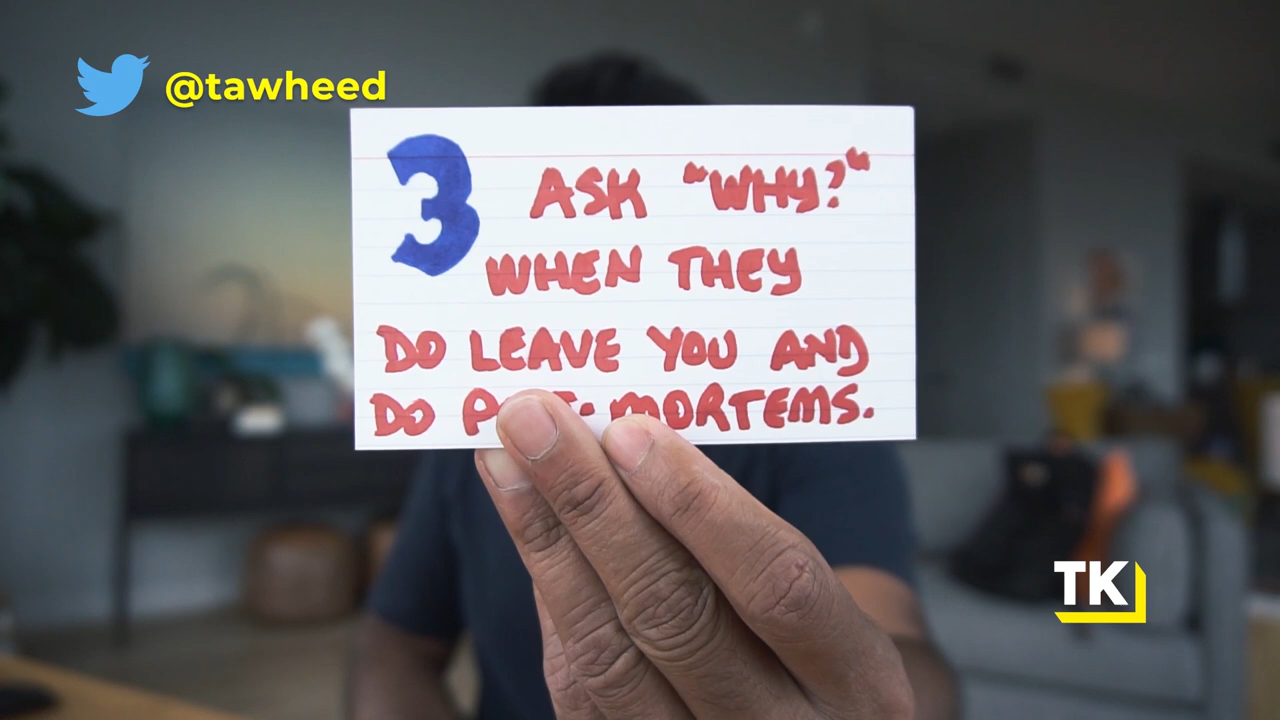 @tawheed
3 ASK "WHY?"
WHEN THEY
DO LEAVE YOU AND
DO MORTEMS.
TK